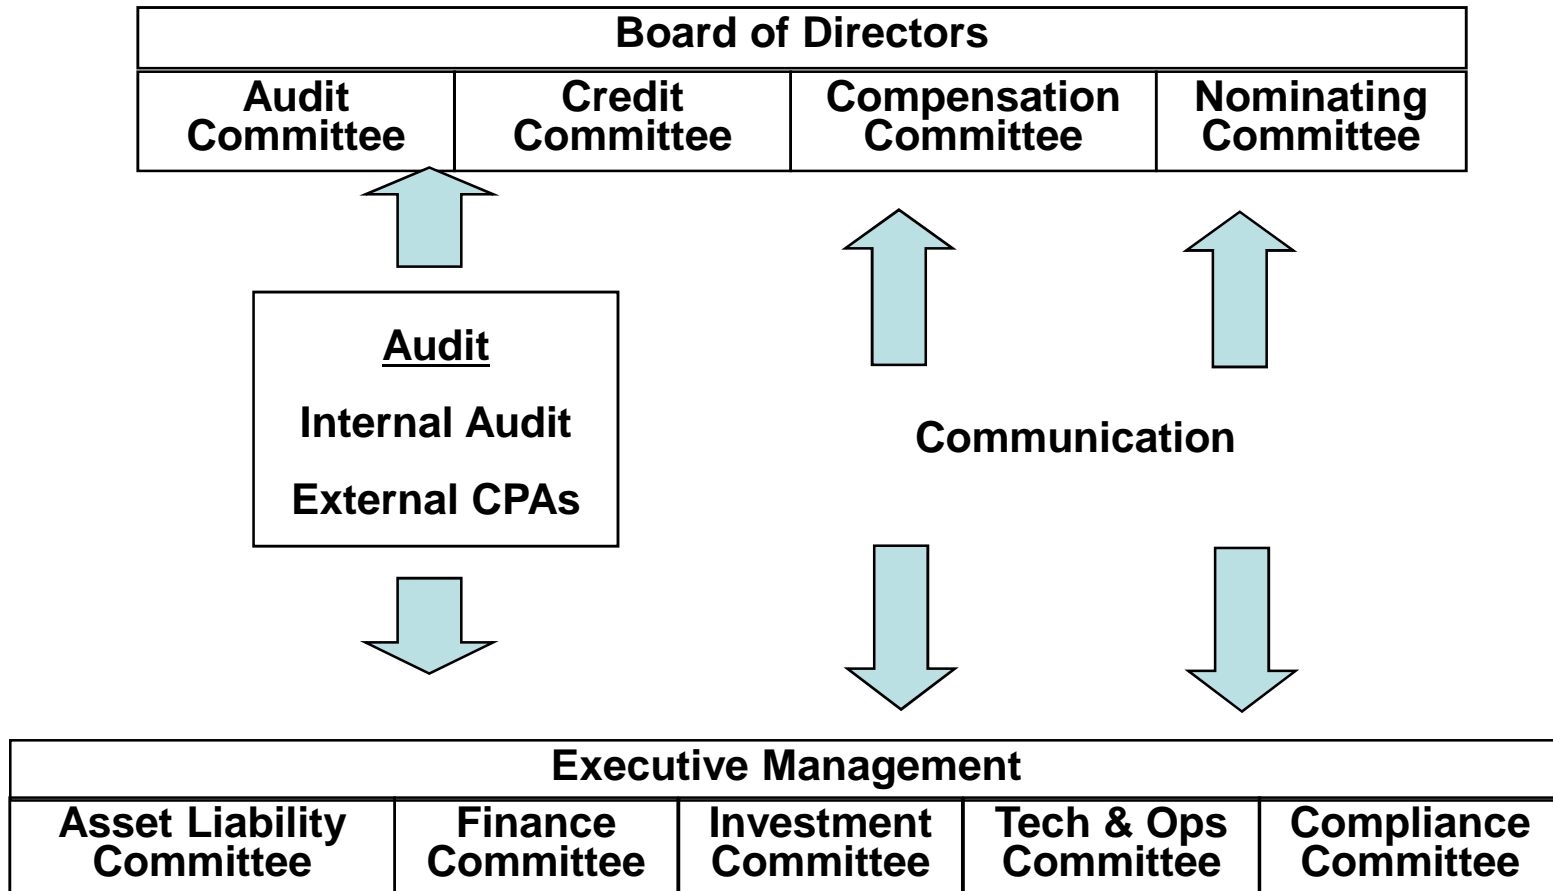 Board of Directors
Audit
Committee
Credit
Committee
Compensation
Committee
Nominating
Committee
Audit
Internal Audit
External CPAs
Communication
Executive Management
Asset Liability
Committee
Finance
Committee
Investment
Committee
Tech & Ops
Committee
Compliance
Committee